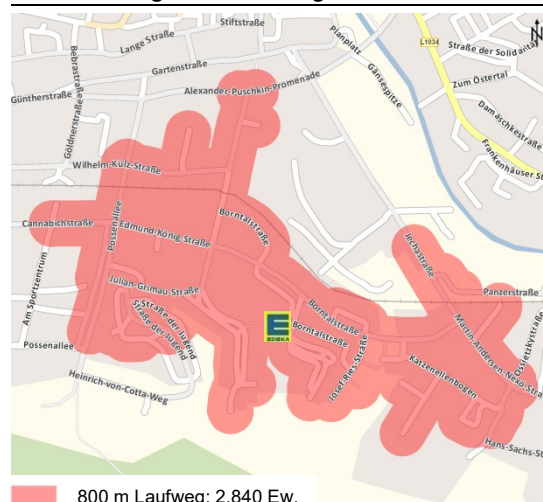 Stiftstraße
Lange Straße
Bebrastraße
Gartenstraße
Planplatz
Gänsespitze
L1034
N
Straße der Solidarität
Zum Östertal
Damaschkestraße
Frankenhäuser St
Güntherstraße
Göldnerstraße
Alexander-Puschkin-Promenade
Wilhelm-Külz-Straße
Cannabichstraße
Possenallee
Edmund-König-Straße
Borntalstraße
Jechastraße
Am Sportzentrum
Julian-Grimau-Straße
Straße der Jugend
Straße der Jugend
EDEKA
Borntalstraße
Borntalstraße
Panzerstraße
Martin-Andersen-Nexö-Stra
Ossietzkystraße
Possenallee
Josef-Ries-Straße
Katzenellenbogen
Heinrich-von-Cotta-Weg
Hans-Sachs-St
800 m Laufweg: 2.840 Ew.